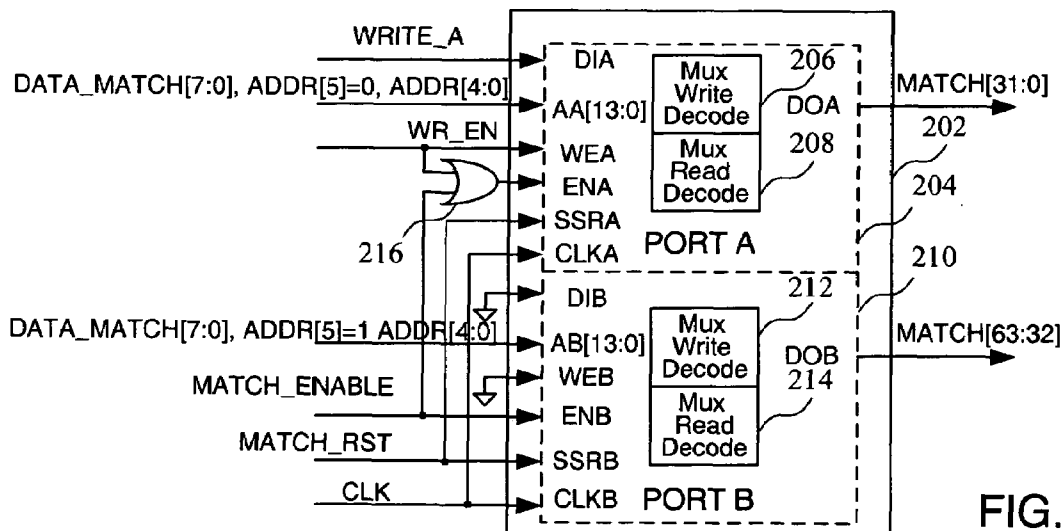 WRITE_A
DIA
DATA_MATCH[7:0], ADDR[5]=0, ADDR[4:0]
AA[13:0]
WR_EN
WEA
ENA
216
SSRA
CLKA
Mux
Write
Decode
206
DOA
Mux
Read
Decode
208
PORT A
MATCH[31:0]
202
204
210
DIB
DATA_MATCH[7:0], ADDR[5]=1 ADDR[4:0]
AB[13:0]
WEB
MATCH_ENABLE
ENB
MATCH_RST
SSRB
CLK
CLKB
Mux
Write
Decode
212
DOB
Mux
Read
Decode
214
PORT B
MATCH[63:32]
FIG.